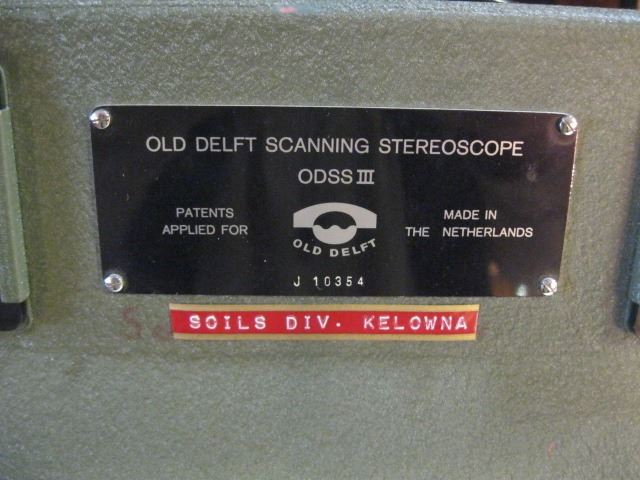 OLD DELFT SCANNING STEREOSCOPE
ODSS III
PATENTS
APPLIED FOR
OLD DELFT
MADE IN
THE NETHERLANDS
J 10354
SOILS DIV. KELOWNA